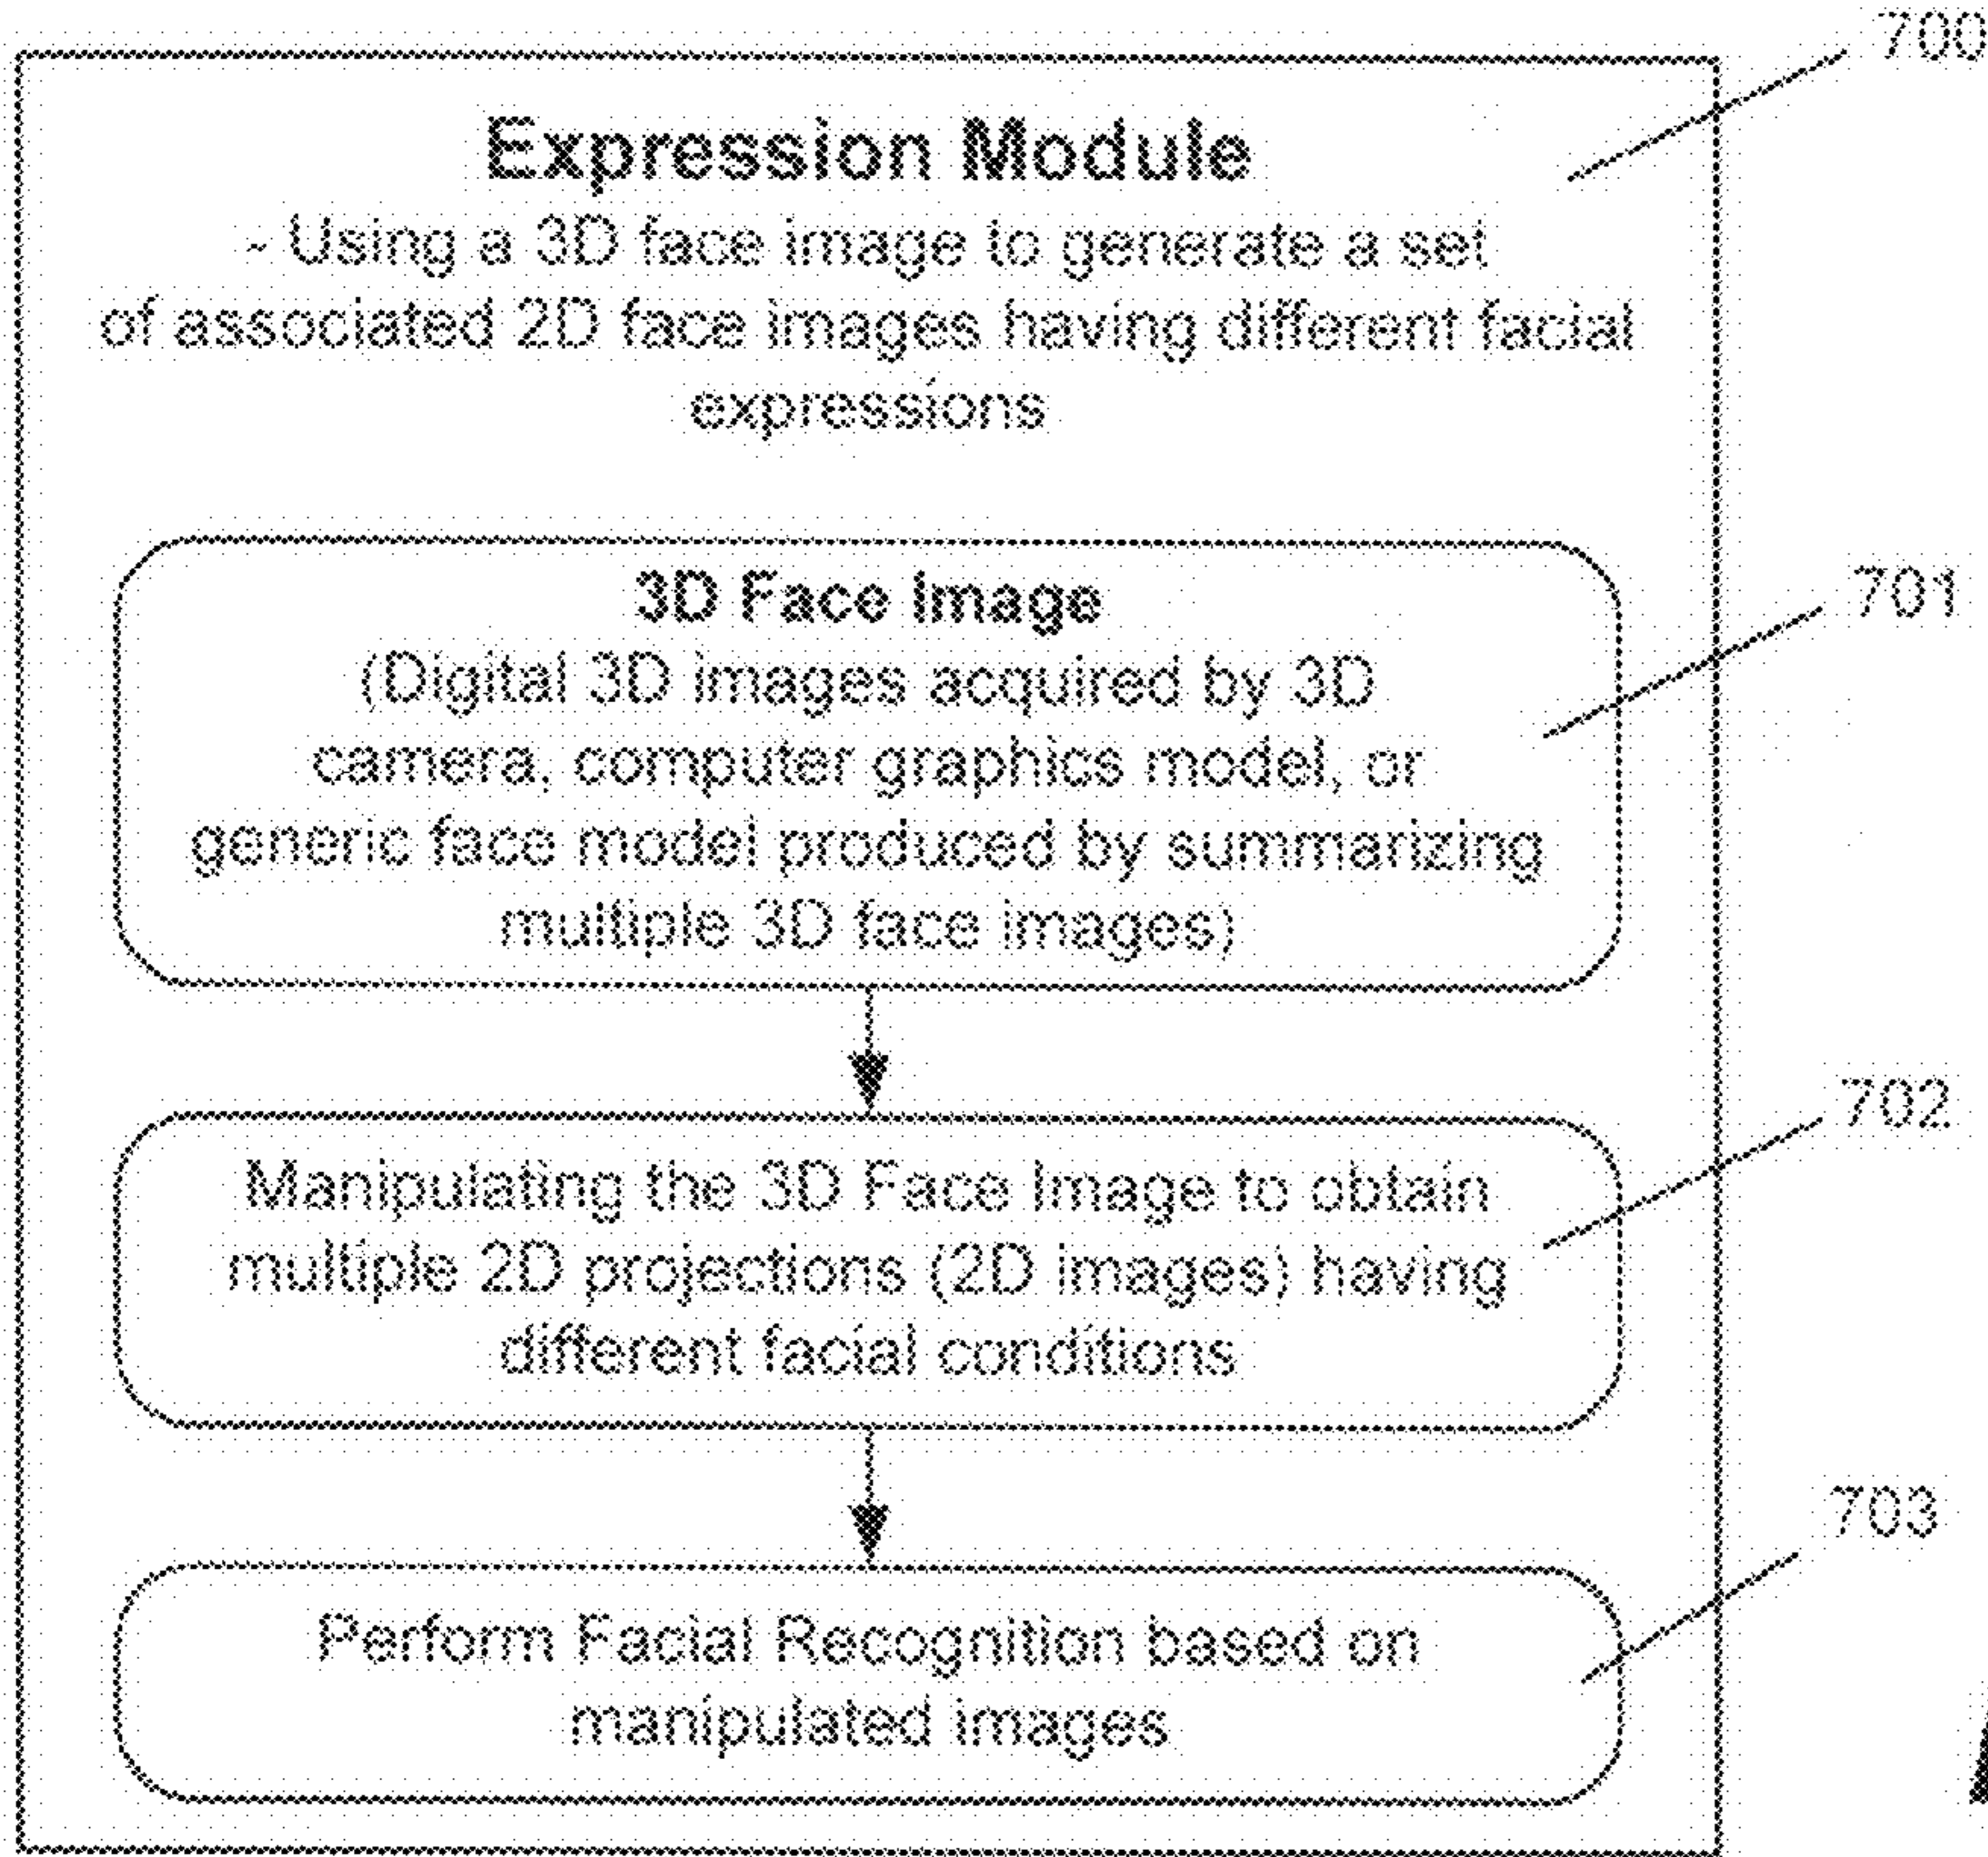 700
Expression Module
- Using a 3D face image to generate a set
of associated 2D face images having different facial
expressions
3D Face Image
(Digital 3D images acquired by 3D
camera, computer graphics model, or
generic face model produced by summarizing
multiple 3D face images)
701
Manipulating the 3D Face Image to obtain
multiple 2D projections (2D images) having
different facial conditions
702
Perform Facial Recognition based on
manipulated images
703